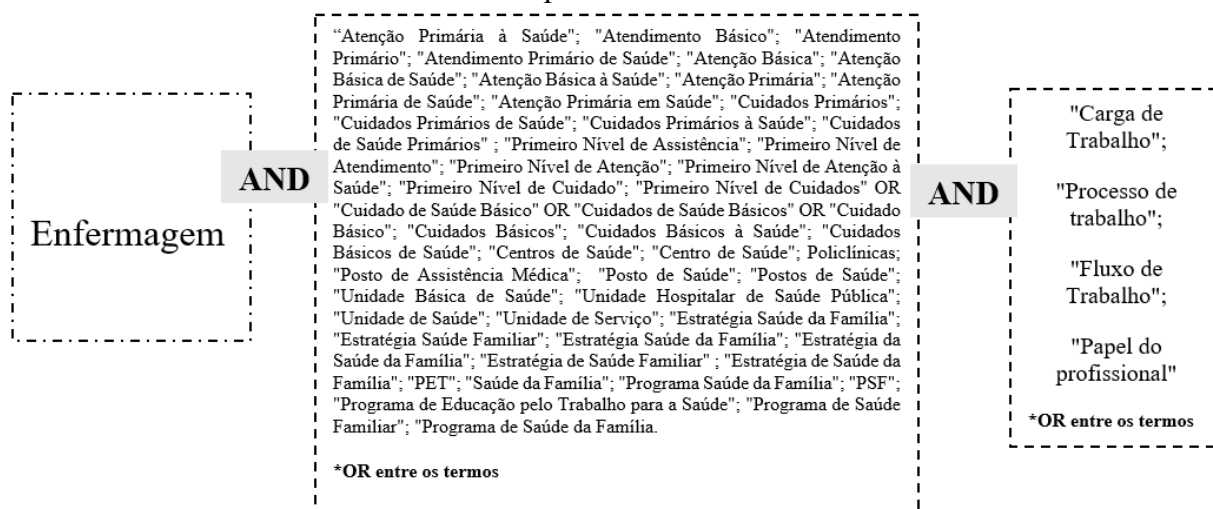 Enfermagem
AND
“Atenção Primária à Saúde"; "Atendimento Básico"; "Atendimento
Primário"; "Atendimento Primário de Saúde"; "Atenção Básica"; "Atenção
Básica de Saúde"; "Atenção Básica à Saúde"; "Atenção Primária"; "Atenção
Primária de Saúde"; "Atenção Primária em Saúde"; "Cuidados Primários";
"Cuidados Primários de Saúde"; "Cuidados Primários à Saúde"; "Cuidados
de Saúde Primários" ; "Primeiro Nível de Assistência"; "Primeiro Nível de
Atendimento"; "Primeiro Nível de Atenção"; "Primeiro Nível de Atenção à
Saúde"; "Primeiro Nível de Cuidado"; "Primeiro Nível de Cuidados" OR
"Cuidado de Saúde Básico" OR "Cuidados de Saúde Básicos" OR "Cuidado
Básico"; "Cuidados Básicos"; "Cuidados Básicos à Saúde"; "Cuidados
Básicos de Saúde"; "Centros de Saúde"; "Centro de Saúde"; Policlínicas;
"Posto de Assistência Médica"; "Posto de Saúde"; "Postos de Saúde";
"Unidade Básica de Saúde"; "Unidade Hospitalar de Saúde Pública";
"Unidade de Saúde"; "Unidade de Serviço"; "Estratégia Saúde da Família";
"Estratégia Saúde Familiar"; "Estratégia Saúde da Família"; "Estratégia da
Saúde da Família"; "Estratégia de Saúde Familiar" ; "Estratégia de Saúde da
Família"; "PET"; "Saúde da Família"; "Programa Saúde da Família"; "PSF";
"Programa de Educação pelo Trabalho para a Saúde"; "Programa de Saúde
Familiar"; "Programa de Saúde da Família.
*OR entre os termos
AND
"Carga de
Trabalho";
"Processo de
trabalho";
"Fluxo de
Trabalho";
"Papel do
profissional"
*OR entre os termos